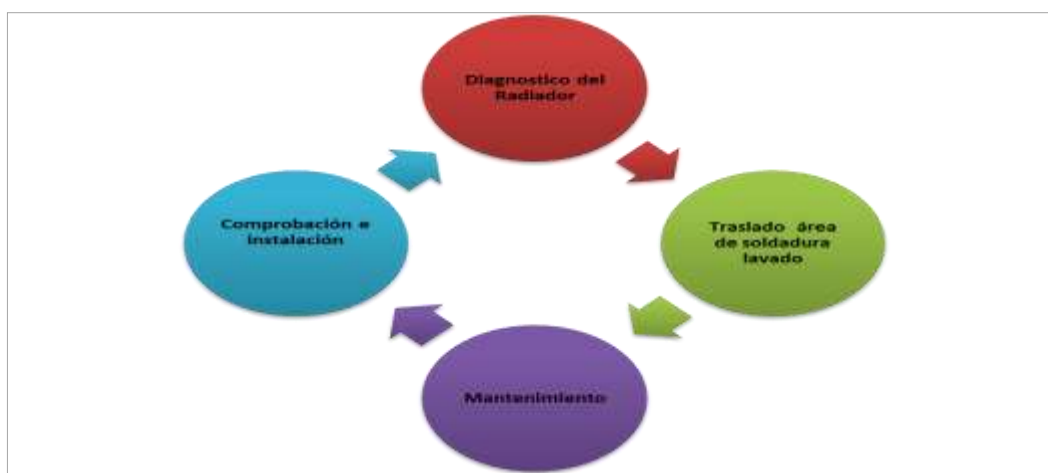 Diagnostico del
Radiador
Traslado área
de soldadura
lavado
Mantenimiento
Comprobación e
instalación